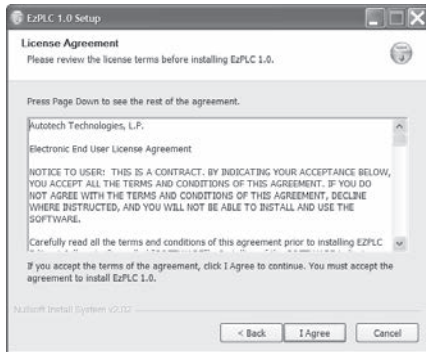 EzPLC 1.0 Setup
License Agreement
Please review the license terms before installing EzPLC 1.0.
Press Page Down to see the rest of the agreement.
Autotech Technologies, L.P.
Electronic End User License Agreement
NOTICE TO USER: THIS IS A CONTRACT. BY INDICATING YOUR ACCEPTANCE BELOW,
YOU ACCEPT ALL THE TERMS AND CONDITIONS OF THIS AGREEMENT. IF YOU DO
NOT AGREE WITH THE TERMS AND CONDITIONS OF THIS AGREEMENT, DECLINE
WHERE INSTRUCTED, AND YOU WILL NOT BE ABLE TO INSTALL AND USE THE
SOFTWARE.
Carefully read all the terms and conditions of this agreement prior to installing EZPLC
If you accept the terms of the agreement, click I Agree to continue. You must accept the
agreement to install EzPLC 1.0.
Nullsoft Install System v2.02
< Back
I Agree
Cancel